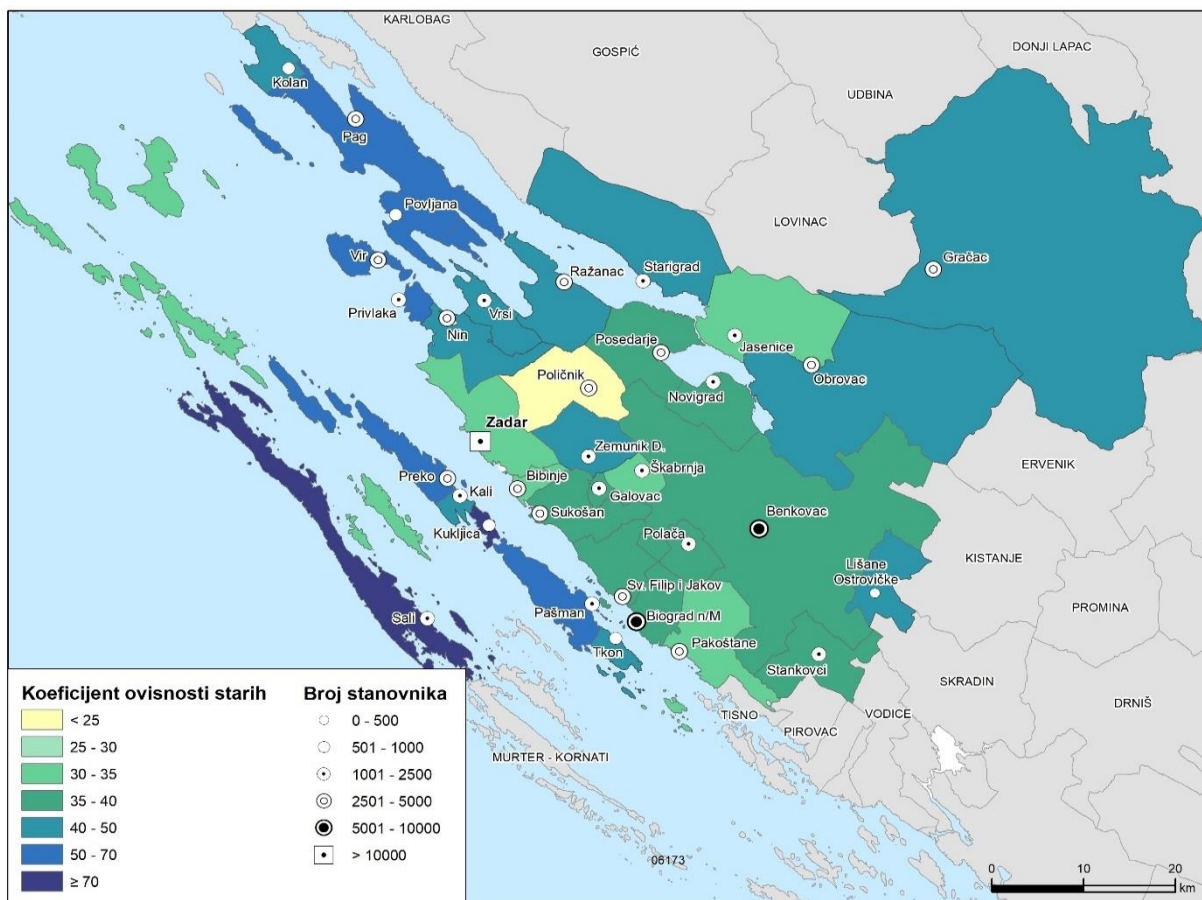 KARLOBAG
GOSPIĆ
DONJI LAPAC
UDBINA
Kolan
Pag
LOVINAC
Povljana
Vir
Ražanac
Starigrad
Gračac
Privlaka
Vrsi
Nin
Posedarje
Jasenice
Obrovac
Poličnik
Novigrad
Zadar
Zemunik D.
ERVENIK
Škabrnja
Preko
Kali
Bibinje
Galovac
Sukošan
Benkovac
Kukljica
Polača
KISTANJE
Lišane
Ostrovičke
Sv. Filip i Jakov
PROMINA
Pašman
Biograd n/M
Sali
Tkon
Pakoštane
Stankovci
SKRADIN
DRNIŠ
TISNO
VODICE
PIROVAC
MURTER - KORNATI
06173
Koeficijent ovisnosti starih
< 25
25 - 30
30 - 35
35 - 40
40 - 50
50 - 70
≥ 70
Broj stanovnika
0 - 500
501 - 1000
1001 - 2500
2501 - 5000
5001 - 10000
> 10000
0 10 20
km